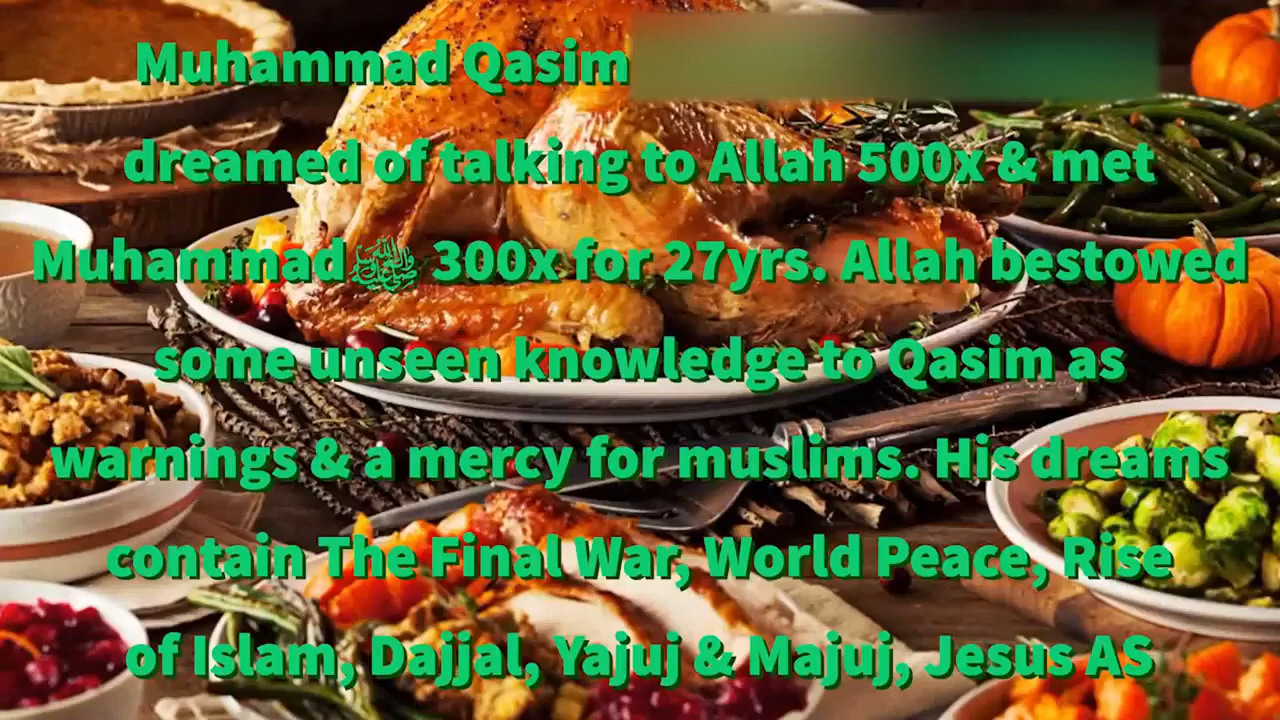 Muhammad Qasim
dreamed of talking to Allah 500x & met
Muhammadﷺ 300x for 27yrs. Allah bestowed
some unseen knowledge to Qasim as
warnings & a mercy for muslims. His dreams
contain The Final War, World Peace, Rise
of Islam, Dajjal, Yajuj & Majuj, Jesus AS